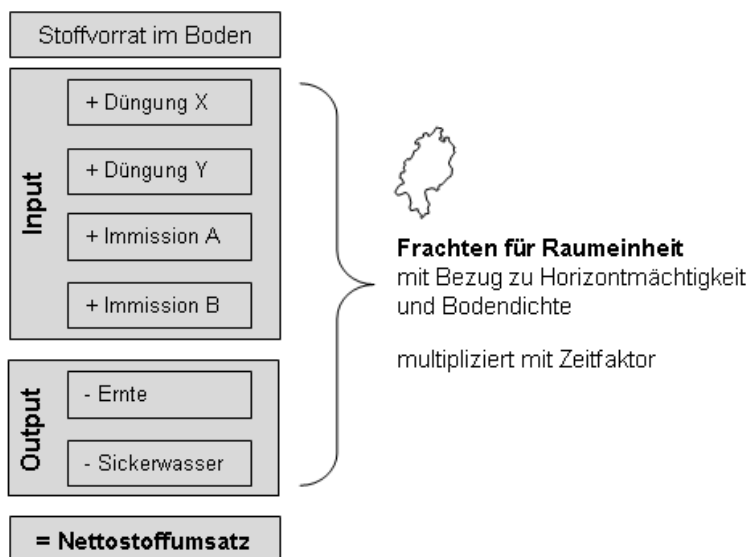 Stoffvorrat im Boden
Input
+ Düngung X
+ Düngung Y
+ Immission A
+ Immission B
Output
- Ernte
- Sickerwasser
= Nettostoffumsatz
Frachten für Raumeinheit
mit Bezug zu Horizontmächtigkeit
und Bodendichte
multipliziert mit Zeitfaktor